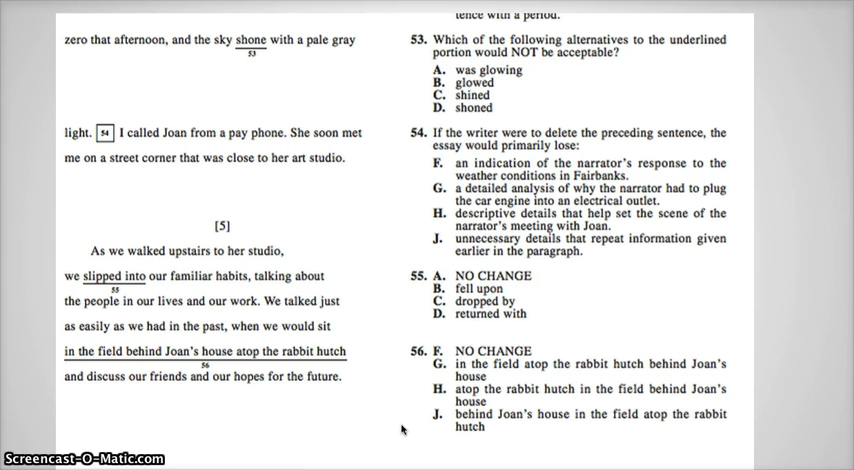 zero that afternoon, and the sky shone with a pale gray
53
light. 54 I called Joan from a pay phone. She soon met
me on a street corner that was close to her art studio.
[5]
As we walked upstairs to her studio,
we slipped into our familiar habits, talking about
55
the people in our lives and our work. We talked just
as easily as we had in the past, when we would sit
in the field behind Joan's house atop the rabbit hutch
56
and discuss our friends and our hopes for the future.
tence with a period.
53. Which of the following alternatives to the underlined
portion would NOT be acceptable?
A. was glowing
B. glowed
C. shined
D. shoned
54. If the writer were to delete the preceding sentence, the
essay would primarily lose:
F. an indication of the narrator's response to the
weather conditions in Fairbanks.
G. a detailed analysis of why the narrator had to plug
the car engine into an electrical outlet.
H. descriptive details that help set the scene of the
narrator's meeting with Joan.
J. unnecessary details that repeat information given
earlier in the paragraph.
55. A. NO CHANGE
B. fell upon
C. dropped by
D. returned with
56. F. NO CHANGE
G. in the field atop the rabbit hutch behind Joan's
house
H. atop the rabbit hutch in the field behind Joan's
house
J. behind Joan's house in the field atop the rabbit
hutch
Screencast-O-Matic.com